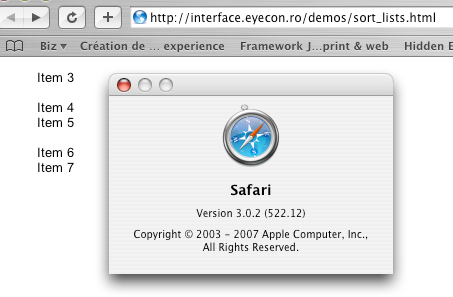 http://interface.eyecon.ro/demos/sort_lists.html
Biz Création de ... experience Framework J...print & web Hidden E
Item 3
Item 4
Item 5
Item 6
Item 7
Safari
Version 3.0.2 (522.12)
Copyright © 2003 - 2007 Apple Computer, Inc.,
All Rights Reserved.